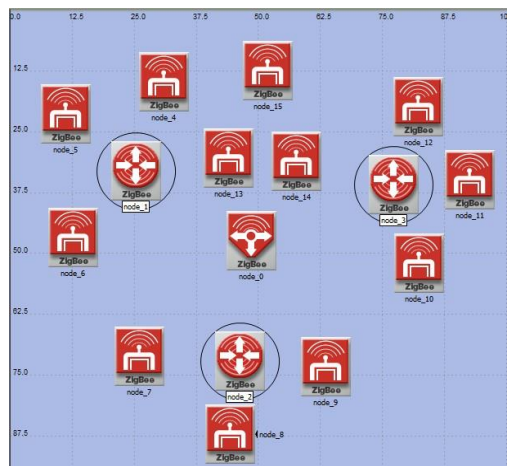 0.0 12.5 25.0 37.5 50.0 62.5 75.0 87.5 10
12.5
25.0
37.5
50.0
62.5
75.0
87.5
ZigBee
node_15
ZigBee
node_4
ZigBee
node_5
ZigBee
node_12
ZigBee
node_13
ZigBee
node_14
ZigBee
node_1
ZigBee
node_3
ZigBee
node_11
ZigBee
node_6
ZigBee
node_0
ZigBee
node_10
ZigBee
node_7
ZigBee
node_2
ZigBee
node_9
ZigBee
node_8